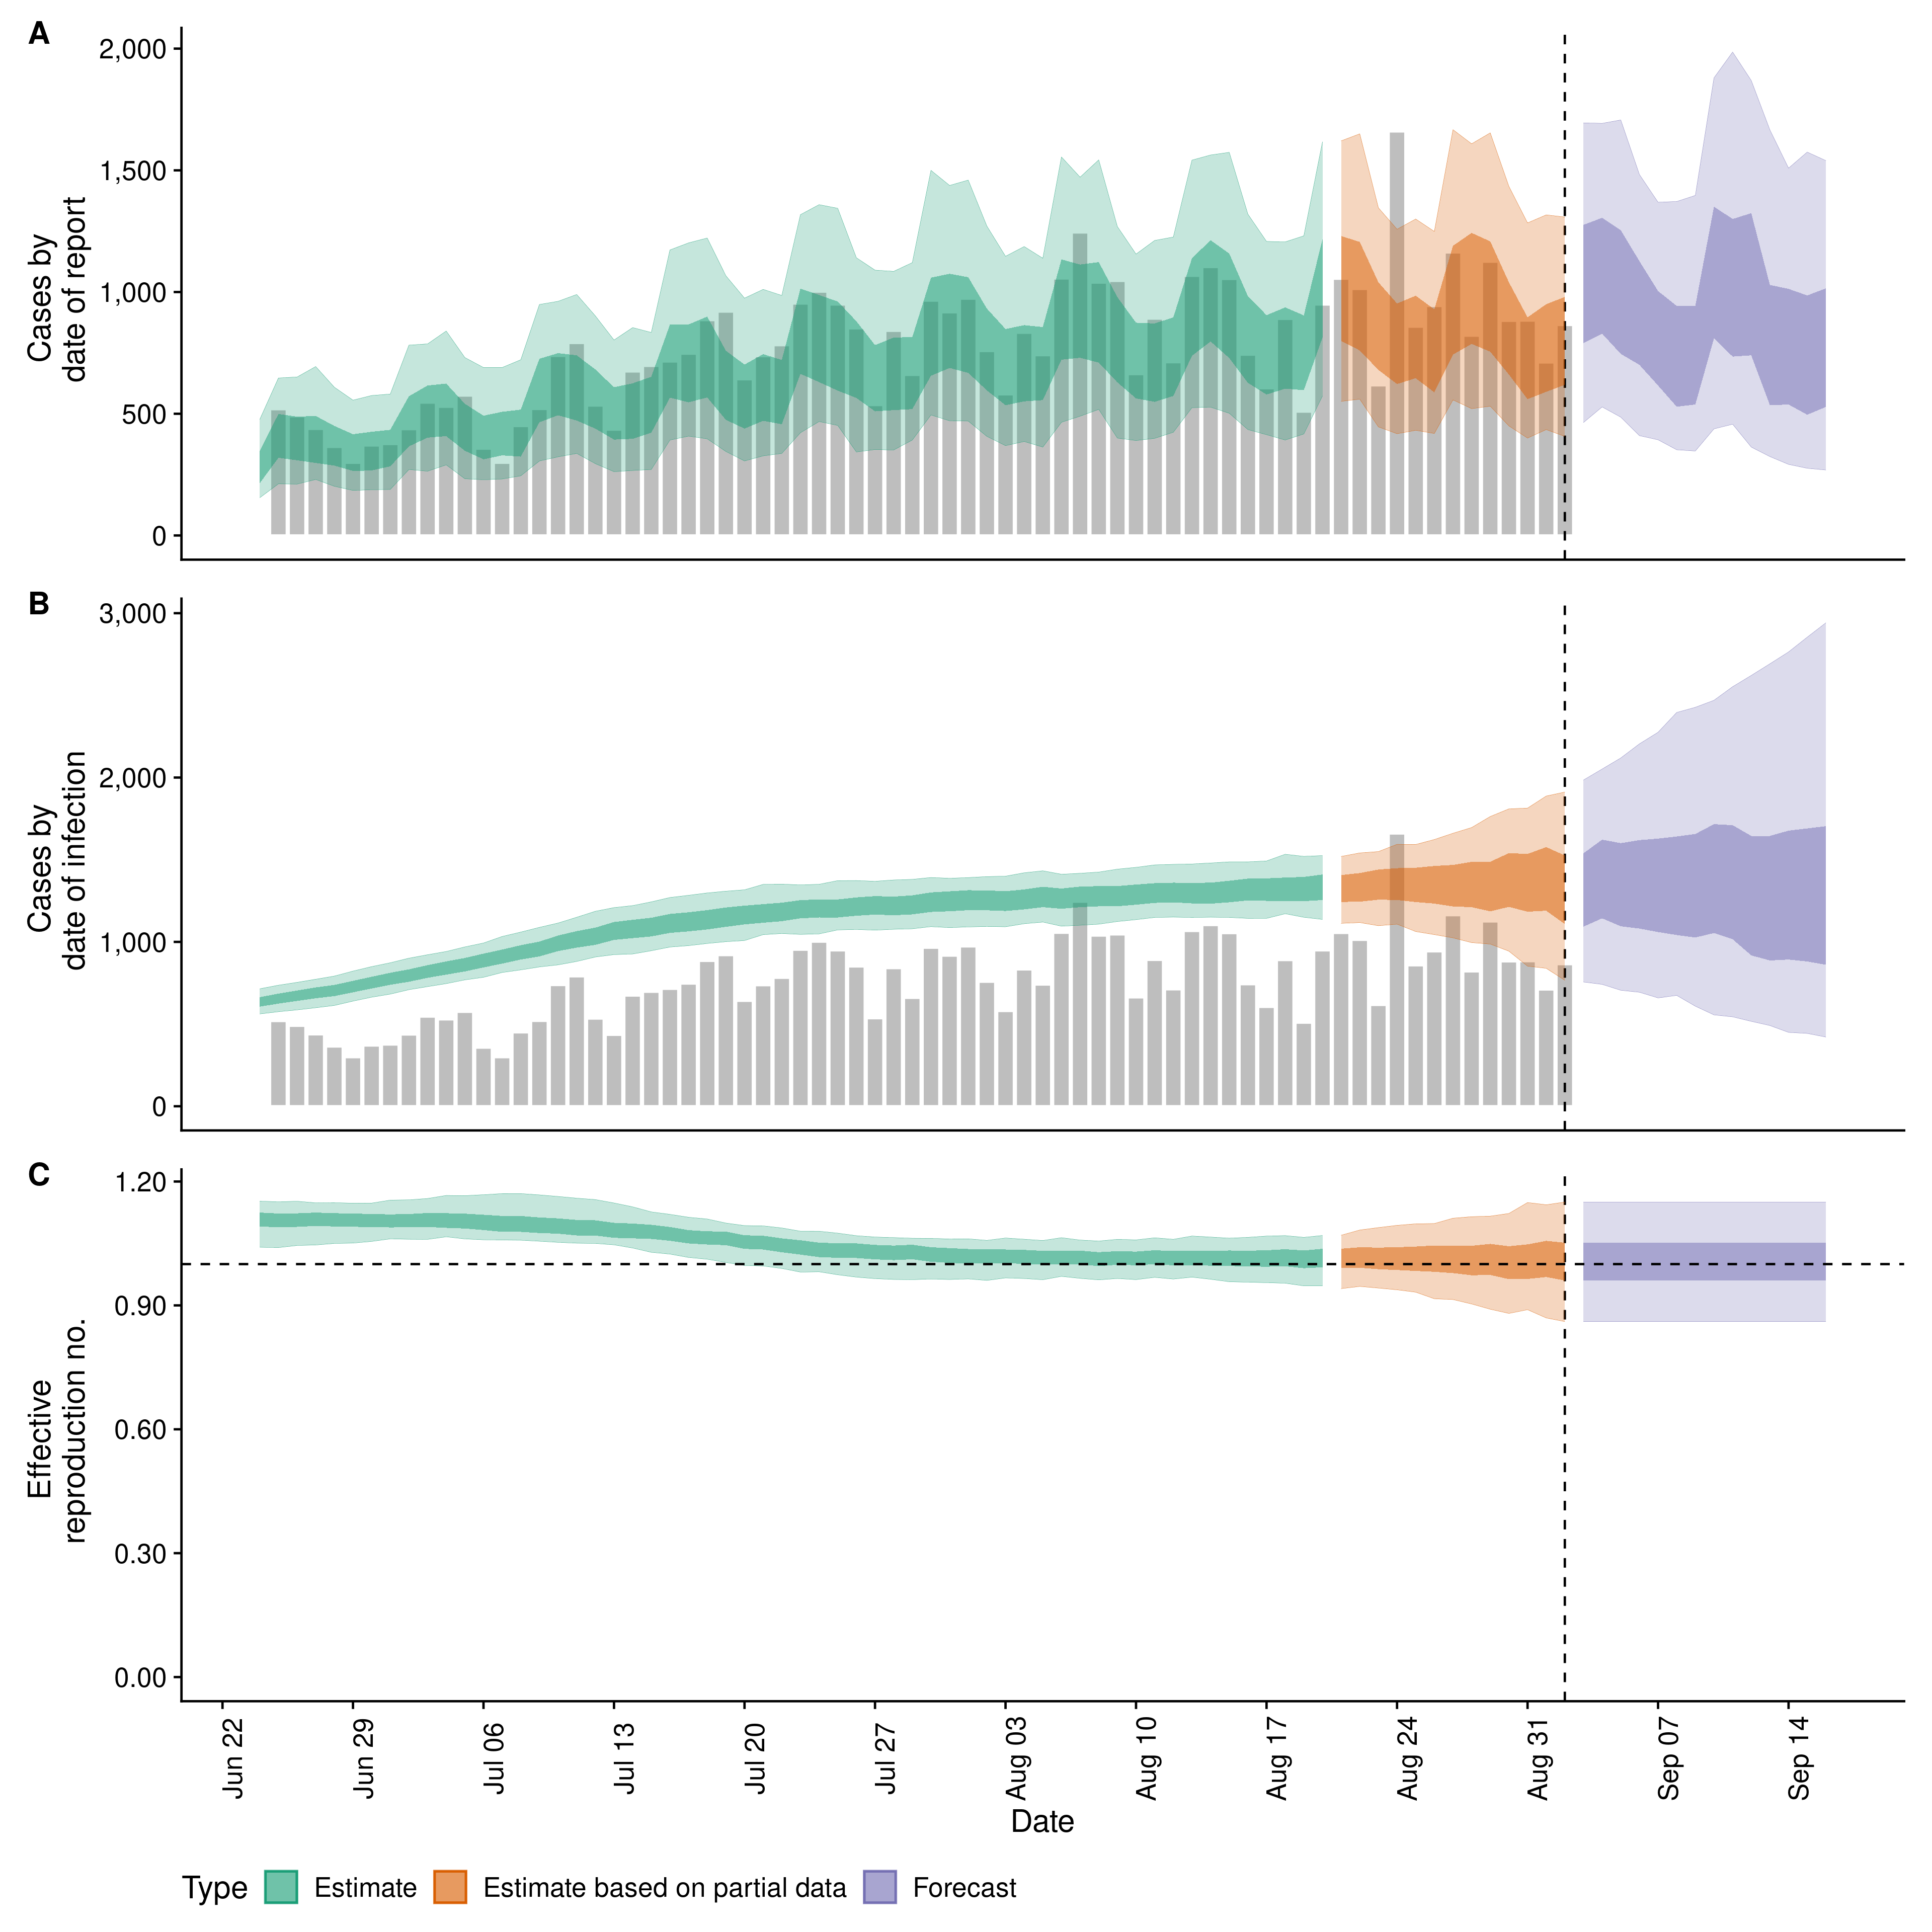 A
2,000
1,500
1,000
500
0
Cases by
date of report
B
3,000
2,000
1,000
0
Cases by
date of infection
C
1.20
0.90
0.60
0.30
0.00
Effective
reproduction no.
Jun 22
Jun 29
Jul 06
Jul 13
Jul 20
Jul 27
Aug 03
Aug 10
Aug 17
Aug 24
Aug 31
Sep 07
Sep 14
Date
Type Estimate Estimate based on partial data Forecast